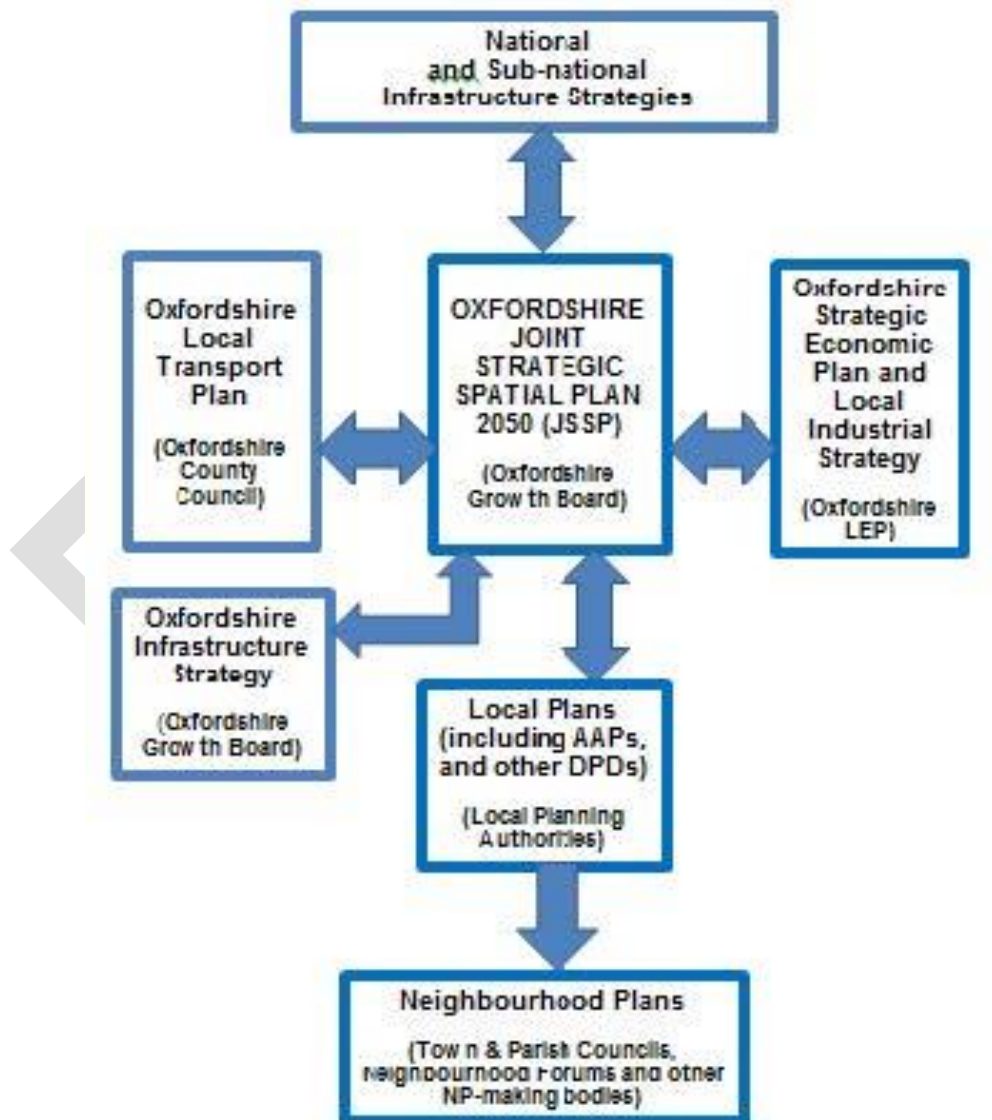 National
and Sub-national
Infrastructure Strategies
Oxfordshire
Local
Transport
Plan
(Oxfordshire
County
Council)
OXFORDSHIRE
JOINT
STRATEGIC
SPATIAL PLAN
2050 (JSSP)
(Oxfordshire
Growth Board)
Oxfordshire
Strategic
Economic
Plan and
Local
Industrial
Strategy
(Oxfordshire
LEP)
Oxfordshire
Infrastructure
Strategy
(Oxfordshire
Growth Board)
Local Plans
(including AAPs,
and other DPDs)
(Local Planning
Authorities)
Neighbourhood Plans
(Town & Parish Councils,
Neighbourhood Forums and other
NP-making bodies)